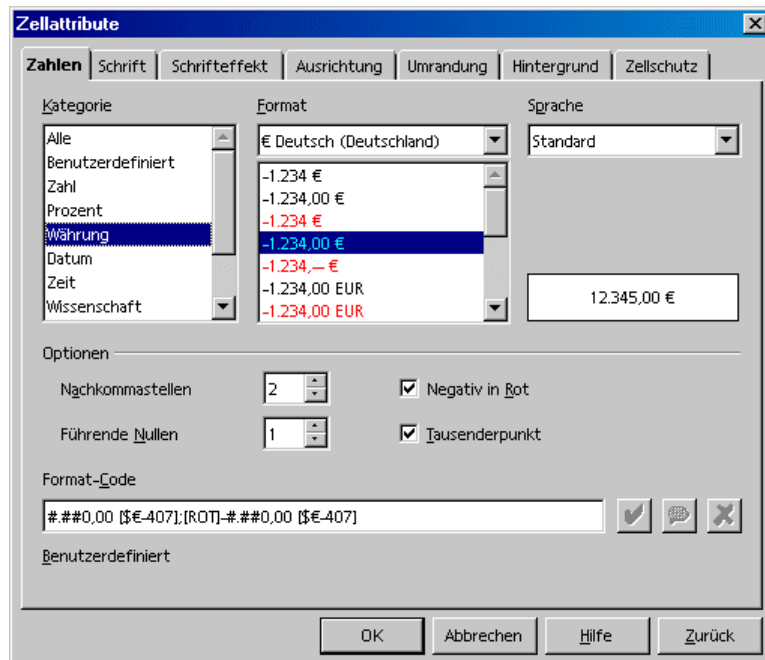 Zellattribute
Zahlen Schrift Schrifteffekt Ausrichtung Umrandung Hintergrund Zellschutz
Kategorie Format Sprache
Alle
Benutzerdefiniert
Zahl
Prozent
Währung
Datum
Zeit
Wissenschaft
€ Deutsch (Deutschland)
-1.234 €
-1.234,00 €
-1.234 €
-1.234,00 €
-1.234,-- €
-1.234,00 EUR
-1.234,00 EUR
Standard
12.345,00 €
Optionen
Nachkommastellen 2 Negativ in Rot
Führende Nullen 1 Tausenderpunkt
Format-Code
#.##0,00 [$€-407];[ROT]-#.##0,00 [$€-407]
Benutzerdefiniert
OK Abbrechen Hilfe Zurück